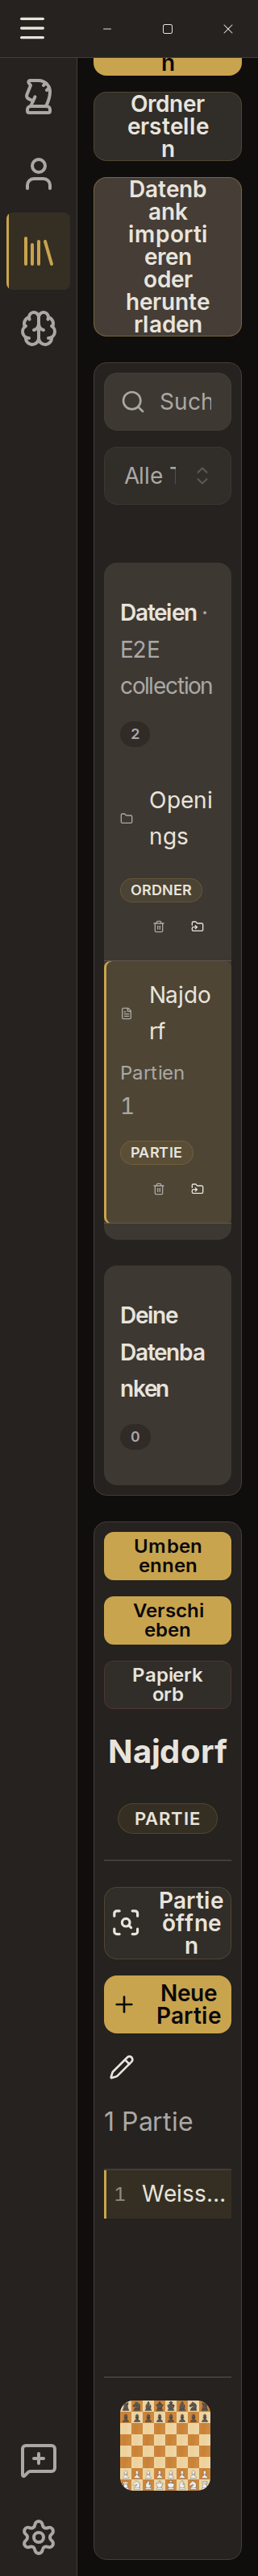 n
Ordner
erstelle
n
Datenb
ank
importi
eren
oder
herunte
rladen
Such
Alle T
Dateien ·
E2E
collection
2
Openi
ngs
ORDNER
Najdo
rf
Partien
1
PARTIE
Deine
Datenba
nken
0
Umben
ennen
Verschi
eben
Papierk
orb
Najdorf
PARTIE
Partie
öffne
n
Neue
Partie
1 Partie
1 Weiss...